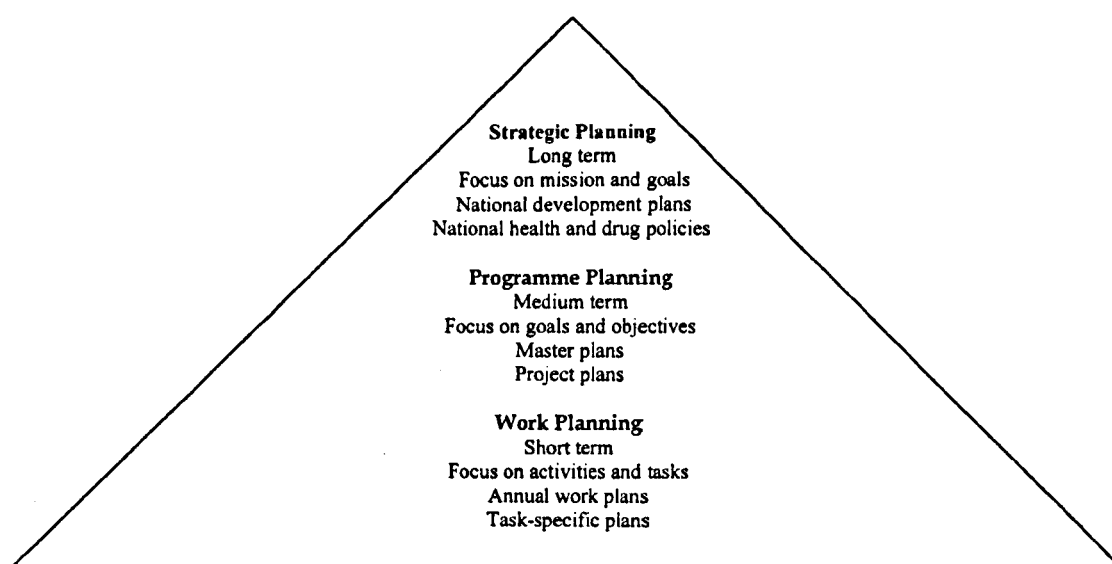 Strategic Planning
Long term
Focus on mission and goals
National development plans
National health and drug policies
Programme Planning
Medium term
Focus on goals and objectives
Master plans
Project plans
Work Planning
Short term
Focus on activities and tasks
Annual work plans
Task-specific plans